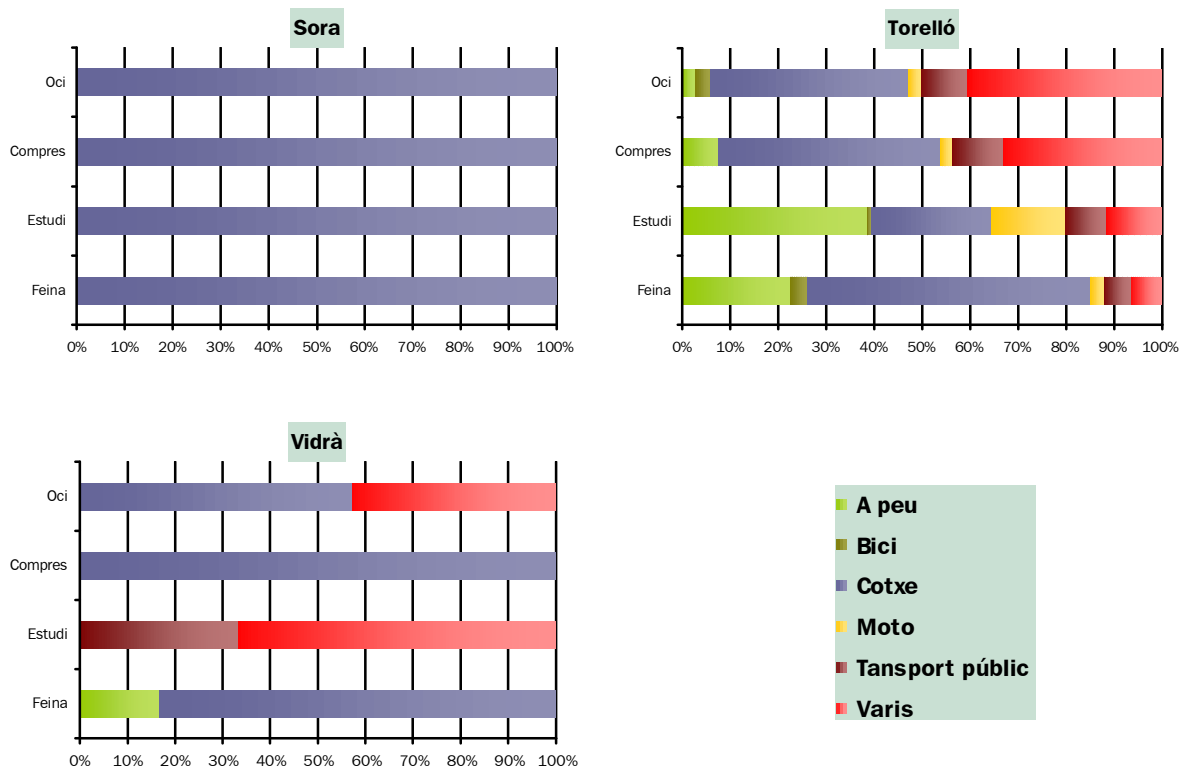 Sora
Oci
Compres
Estudi
Feina
0% 10% 20% 30% 40% 50% 60% 70% 80% 90% 100%
Torelló
Oci
Compres
Estudi
Feina
0% 10% 20% 30% 40% 50% 60% 70% 80% 90% 100%
Vidrà
Oci
Compres
Estudi
Feina
0% 10% 20% 30% 40% 50% 60% 70% 80% 90% 100%
A peu
Bici
Cotxe
Moto
Tansport públic
Varis